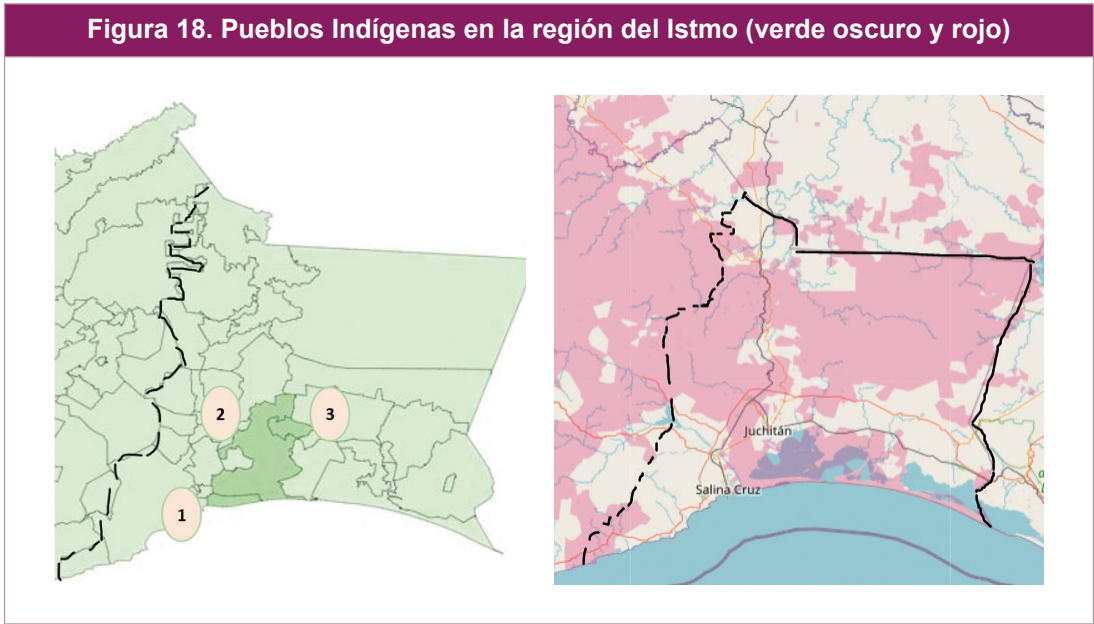 Figura 18. Pueblos Indígenas en la región del Istmo (verde oscuro y rojo)
2
3
1
Juchitán
Salina Cruz